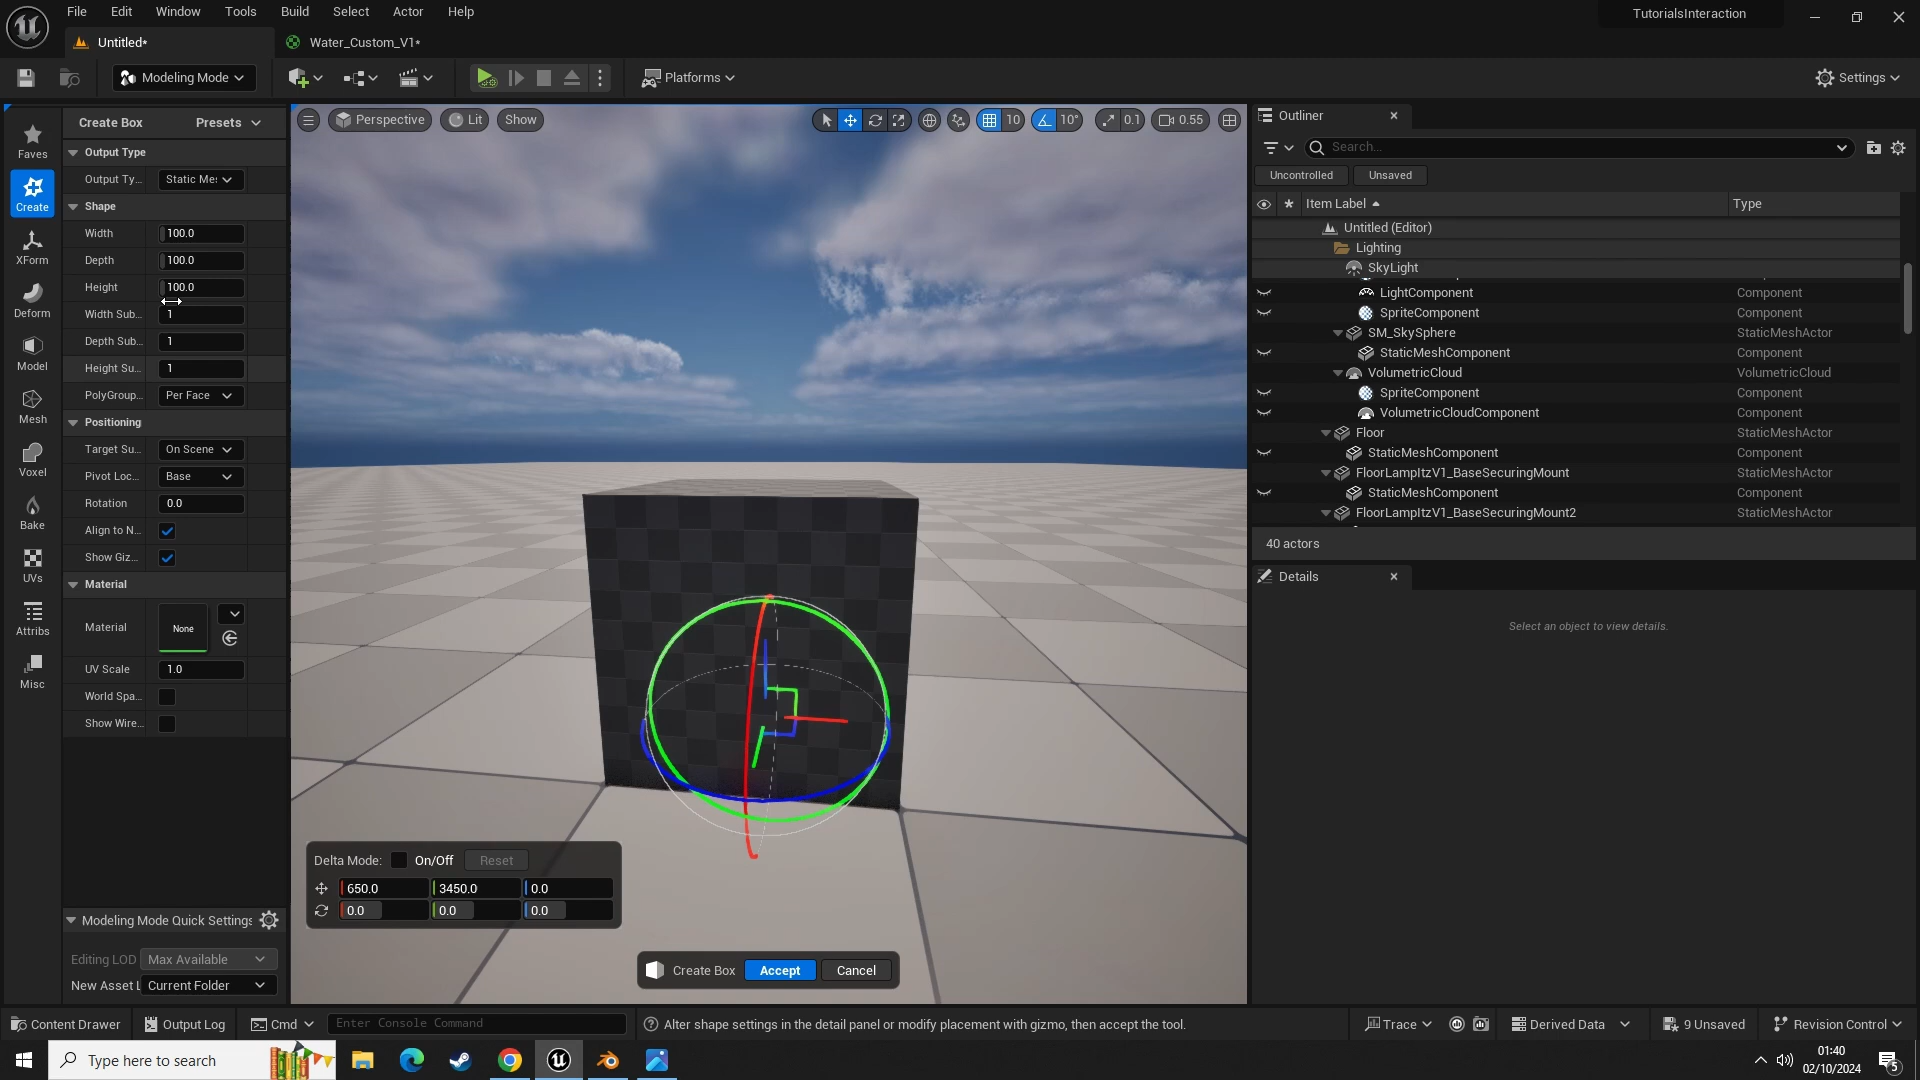 File Edit Window Tools Build Select Actor Help
TutorialsInteraction
Untitled*
Water_Custom_V1*
Modeling Mode
Platforms
Settings
Faves
Create
XForm
Deform
Model
Mesh
Voxel
Bake
UVs
Attribs
Misc
Create Box
Presets
Output Type
Output Ty...
Static Me:
Shape
Width 100.0
Depth 100.0
Height 100.0
Width Sub... 1
Depth Sub... 1
Height Su... 1
PolyGroup... Per Face
Positioning
Target Su... On Scene
Pivot Loc... Base
Rotation 0.0
Align to N...
Show Giz...
Material
Material None
UV Scale 1.0
World Spa...
Show Wire...
Modeling Mode Quick Settings
Editing LOD Max Available
New Asset L Current Folder
Perspective Lit Show
10 10° 0.1 0.55
Delta Mode: On/Off Reset
650.0 3450.0 0.0
0.0 0.0 0.0
Create Box Accept Cancel
Outliner
Search...
Uncontrolled Unsaved
Item Label Type
Untitled (Editor)
Lighting
SkyLight
LightComponent Component
SpriteComponent Component
SM_SkySphere StaticMeshActor
StaticMeshComponent Component
VolumetricCloud VolumetricCloud
SpriteComponent Component
VolumetricCloudComponent Component
Floor StaticMeshActor
StaticMeshComponent Component
FloorLampItzV1_BaseSecuringMount StaticMeshActor
StaticMeshComponent Component
FloorLampItzV1_BaseSecuringMount2 StaticMeshActor
40 actors
Details
Select an object to view details.
Content Drawer
Output Log
Cmd
Enter Console Command
Alter shape settings in the detail panel or modify placement with gizmo, then accept the tool.
Trace
Derived Data
9 Unsaved
Revision Control
Type here to search
01:40
02/10/2024
5